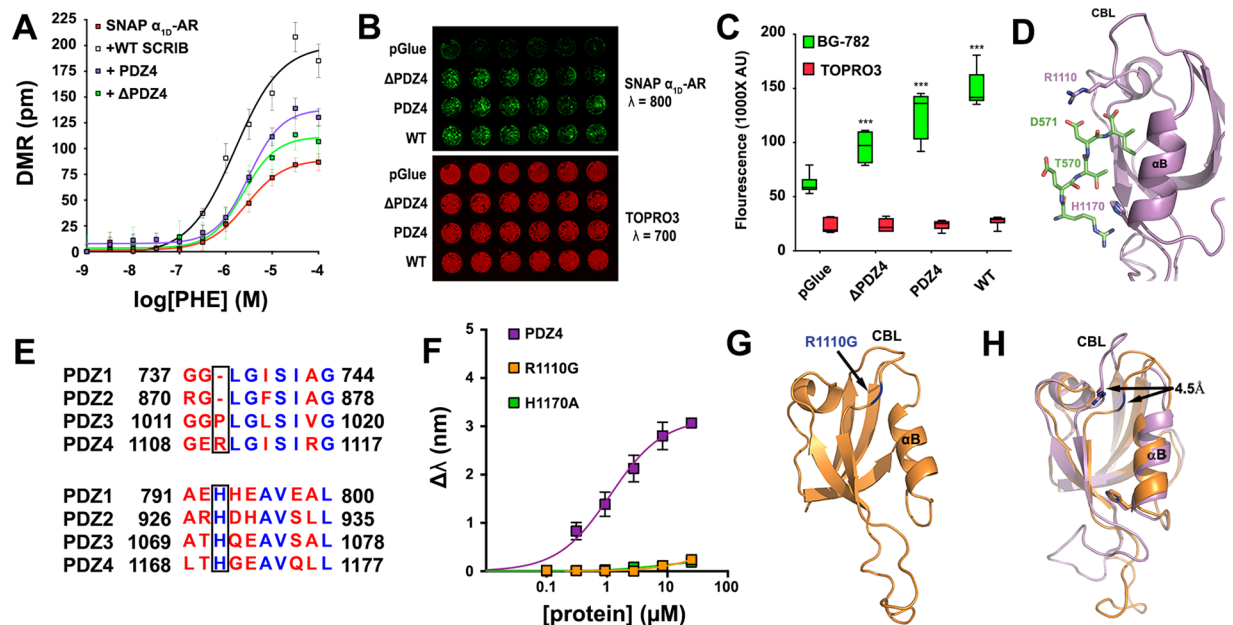 A
DMR (pm)
225
200
175
150
125
100
75
50
25
0
-9
-8
-7
-6
-5
-4
log[PHE] (M)
SNAP α1D-AR
+WT SCRIB
+ PDZ4
+ ΔPDZ4
B
pGlue
ΔPDZ4
PDZ4
WT
SNAP α1D-AR
λ = 800
pGlue
ΔPDZ4
PDZ4
WT
TOPRO3
λ = 700
C
Flourescence (1000X AU)
200
150
100
50
0
BG-782
TOPRO3
***
***
***
pGlue
ΔPDZ4
PDZ4
WT
D
CBL
R1110
D571
T570
αB
H1170
E
PDZ1 737 GG-LGISIAG 744
PDZ2 870 RG-LGFSIAG 878
PDZ3 1011 GGPLGLSIVG 1020
PDZ4 1108 GERLGISIRG 1117
PDZ1 791 AEHHEAVEAL 800
PDZ2 926 ARHDHAVSLL 935
PDZ3 1069 ATHQEAVSAL 1078
PDZ4 1168 LTHGEAVQLL 1177
F
Δλ (nm)
5
4
3
2
1
0
0.1
1
10
100
[protein] (µM)
PDZ4
R1110G
H1170A
G
CBL
R1110G
αB
H
CBL
4.5Å
αB